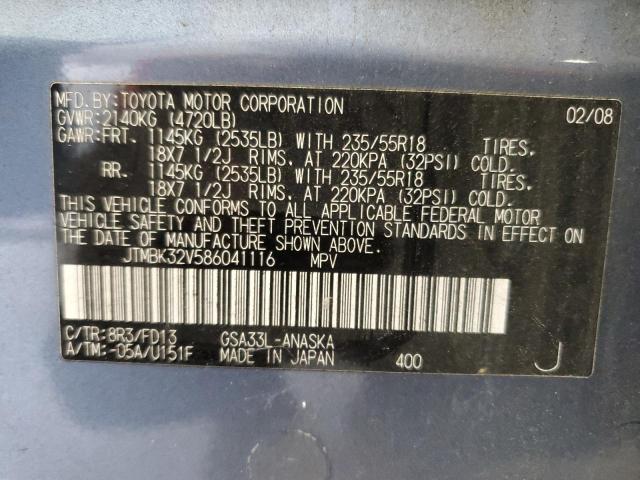 MFD.BY:TOYOTA MOTOR CORPORATION 02/08
GVWR:2140KG (4720LB)
GAWR:FRT. 1145KG (2535LB) WITH 235/55R18 TIRES.
18X7 1/2J RIMS. AT 220KPA (32PSI) COLD.
RR. 1145KG (2535LB) WITH 235/55R18 TIRES.
18X7 1/2J RIMS. AT 220KPA (32PSI) COLD.
THIS VEHICLE CONFORMS TO ALL APPLICABLE FEDERAL MOTOR
VEHICLE SAFETY AND THEFT PREVENTION STANDARDS IN EFFECT ON
THE DATE OF MANUFACTURE SHOWN ABOVE.
JTMBK32V586041116 MPV
C/TR:8R3/FD13 GSA33L-ANASKA
A/TM:-05A/U151F MADE IN JAPAN 400 J